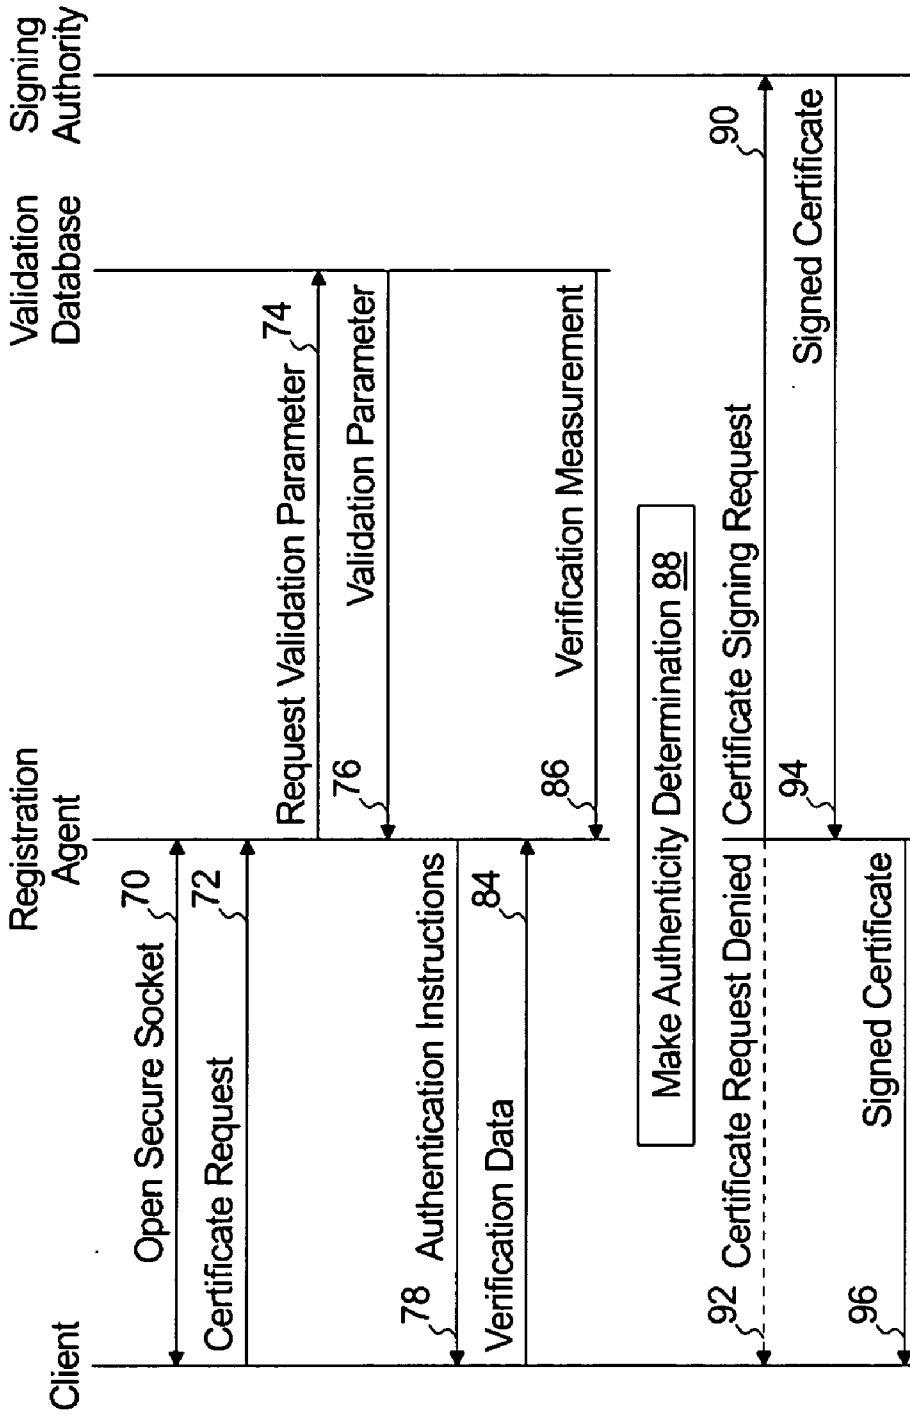 Client
Registration
Agent
Validation
Database
Signing
Authority
Open Secure Socket
70
Certificate Request
72
Request Validation Parameter
74
76
Validation Parameter
78
Authentication Instructions
Verification Data
84
86
Verification Measurement
Make Authenticity Determination 88
92
Certificate Request Denied
Certificate Signing Request
90
94
Signed Certificate
96
Signed Certificate